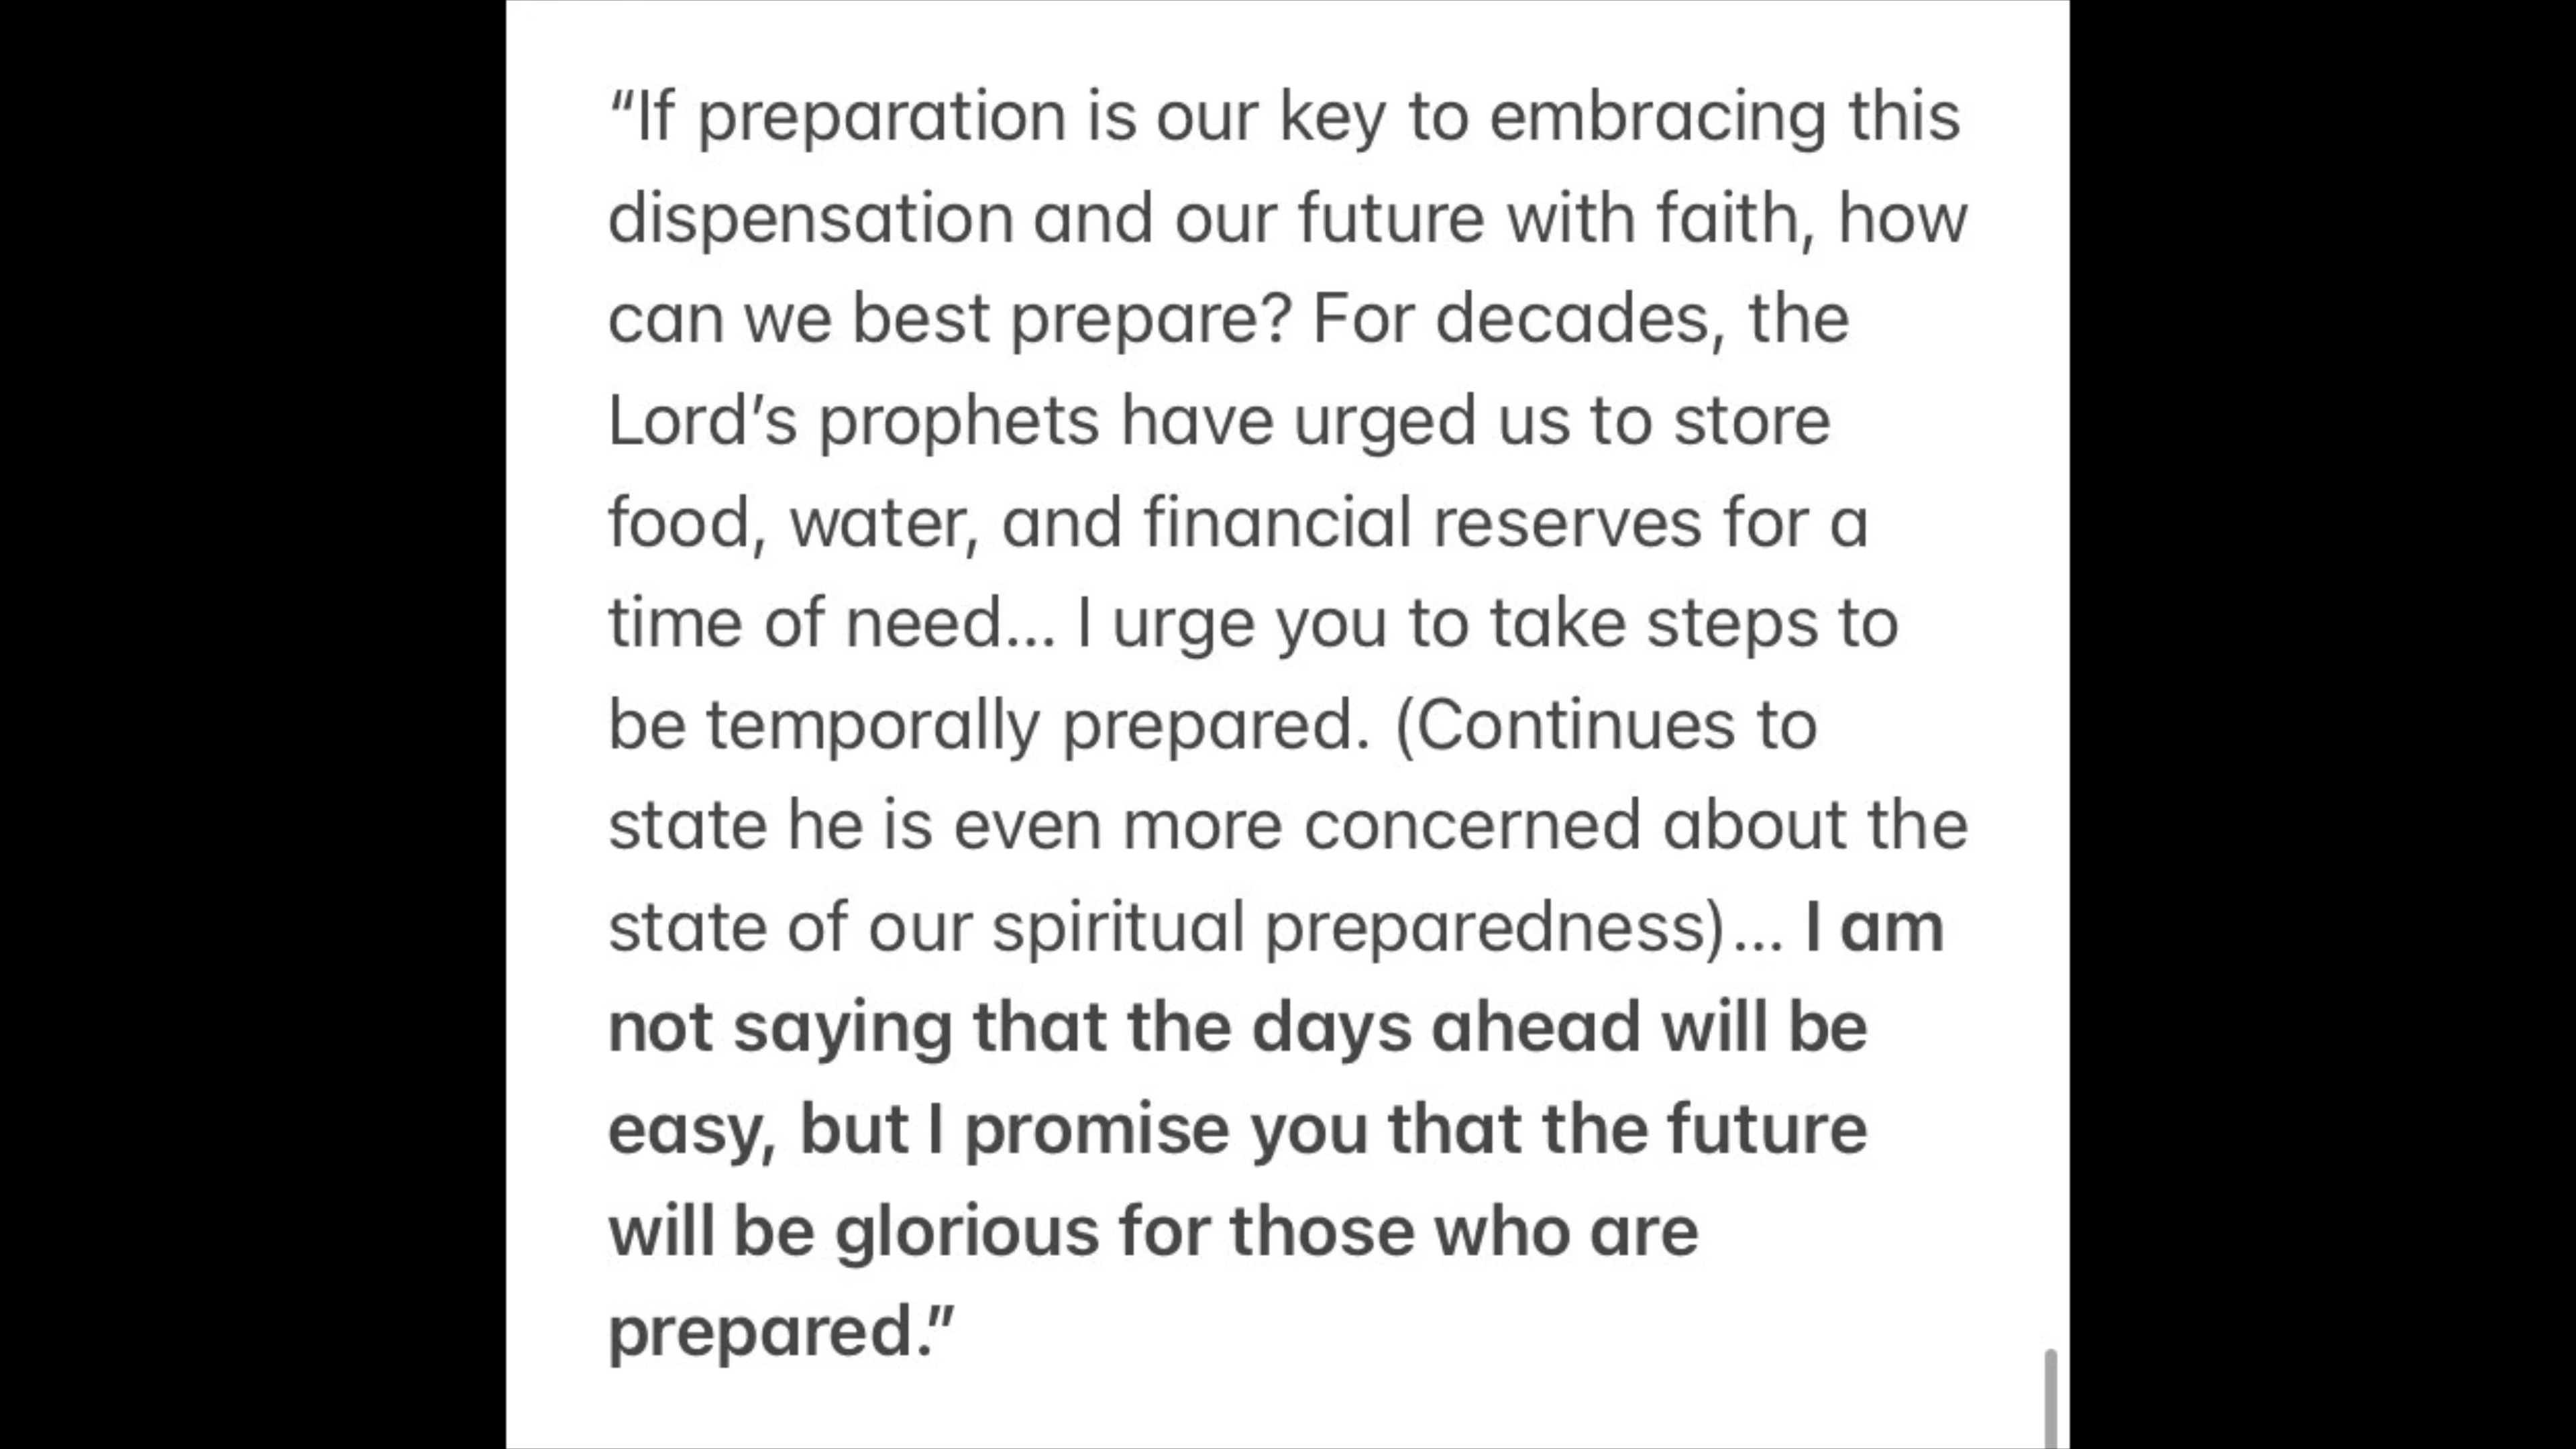 “If preparation is our key to embracing this
dispensation and our future with faith, how
can we best prepare? For decades, the
Lord’s prophets have urged us to store
food, water, and financial reserves for a
time of need... I urge you to take steps to
be temporally prepared. (Continues to
state he is even more concerned about the
state of our spiritual preparedness)... I am
not saying that the days ahead will be
easy, but I promise you that the future
will be glorious for those who are
prepared.”